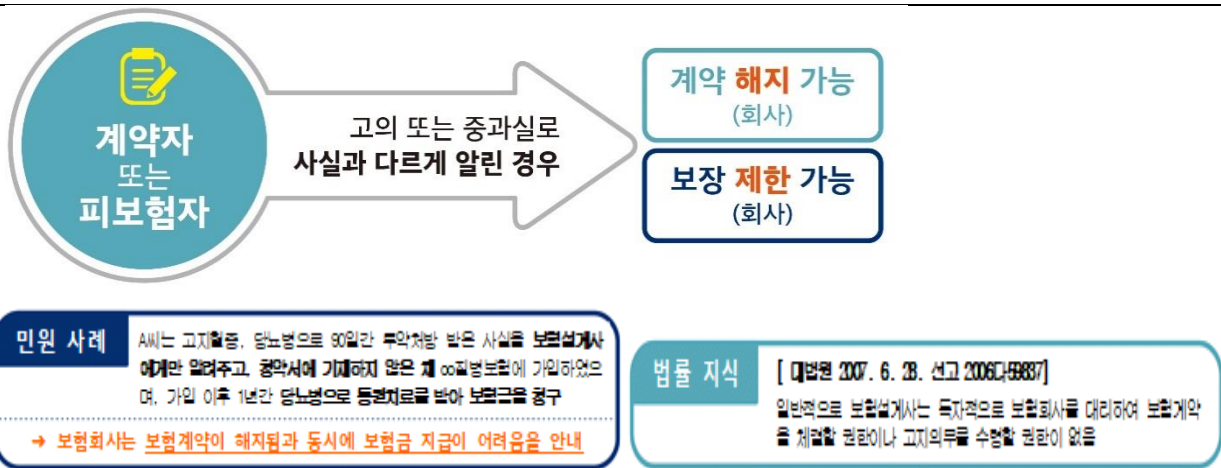 계약자
또는
피보험자
고의 또는 중과실로
사실과 다르게 알린 경우
계약 해지 가능
(회사)
보장 제한 가능
(회사)
민원 사례
A씨는 고지혈증, 당뇨병으로 90일간 투약처방 받은 사실을 보험설계사
에게만 알려주고, 청약서에 기재하지 않은 채 ㅇㅇ질병보험에 가입하였으
며, 가입 이후 1년간 당뇨병으로 통원치료를 받아 보험금을 청구
→ 보험회사는 보험계약이 해지됨과 동시에 보험금 지급이 어려움을 안내
법률 지식
[ 대법원 2007. 6. 28. 선고 2006다59837]
일반적으로 보험설계사는 독자적으로 보험회사를 대리하여 보험계약
을 체결할 권한이나 고지의무를 수령할 권한이 없음